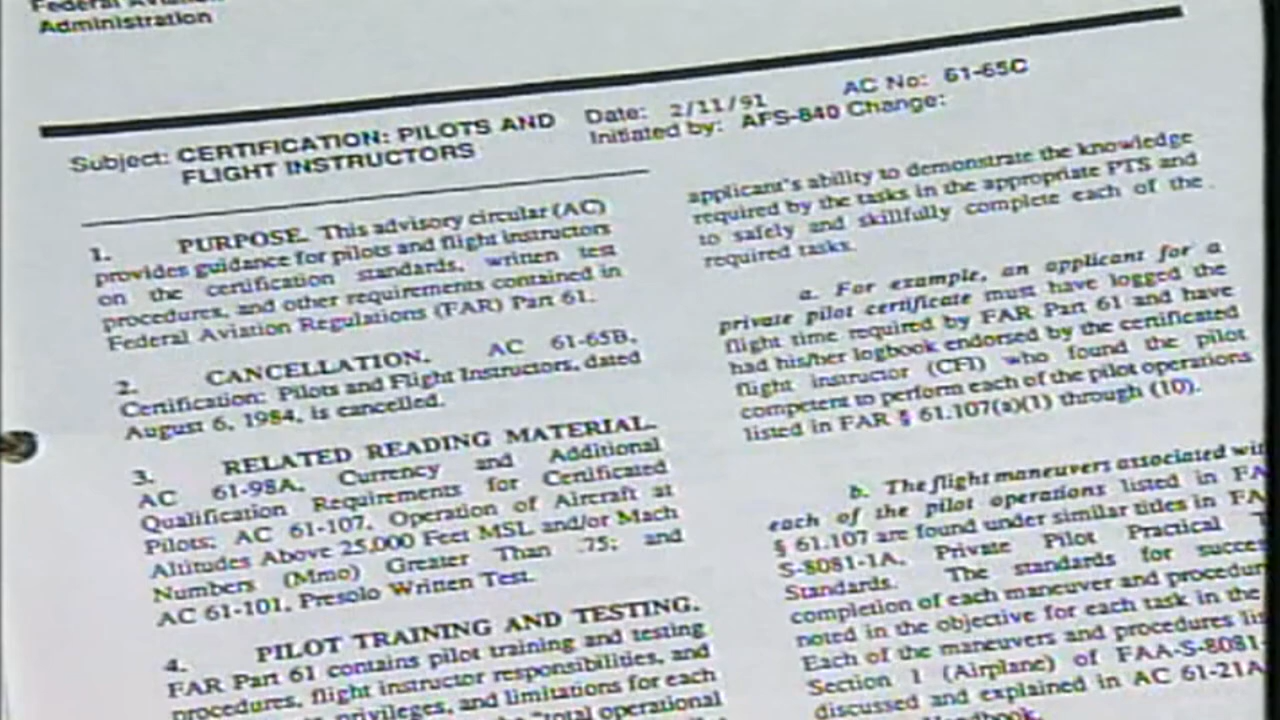 Federal Aviation
Administration
Subject: CERTIFICATION: PILOTS AND
FLIGHT INSTRUCTORS
Date: 2/11/91
Initiated by: AFS-840
AC No: 61-65C
Change:
1. PURPOSE. This advisory circular (AC)
provides guidance for pilots and flight instructors
on the certification standards, written test
procedures, and other requirements contained in
Federal Aviation Regulations (FAR) Part 61.
2. CANCELLATION. AC 61-65B,
Certification: Pilots and Flight Instructors, dated
August 6, 1984, is cancelled.
3. RELATED READING MATERIAL.
AC 61-98A, Currency and Additional
Qualification Requirements for Certificated
Pilots; AC 61-107, Operation of Aircraft at
Altitudes Above 25,000 Feet MSL and/or Mach
Numbers (Mmo) Greater Than .75; and
AC 61-101, Presolo Written Test.
4. PILOT TRAINING AND TESTING.
FAR Part 61 contains pilot training and testing
procedures, flight instructor responsibilities, and
privileges, and limitations for each
"total operational
applicant's ability to demonstrate the knowledge
required by the tasks in the appropriate PTS and
to safely and skillfully complete each of the
required tasks.
a. For example, an applicant for a
private pilot certificate must have logged the
flight time required by FAR Part 61 and have
had his/her logbook endorsed by the certificated
flight instructor (CFI) who found the pilot
competent to perform each of the pilot operations
listed in FAR § 61.107(a)(1) through (10).
b. The flight maneuvers associated wi
each of the pilot operations listed in FA
§ 61.107 are found under similar titles in FA
S-8081-1A, Private Pilot Practical T
Standards. The standards for succes
completion of each maneuver and procedur
noted in the objective for each task in the
Each of the maneuvers and procedures lis
Section 1 (Airplane) of FAA-S-8081-
discussed and explained in AC 61-21A
Handbook.